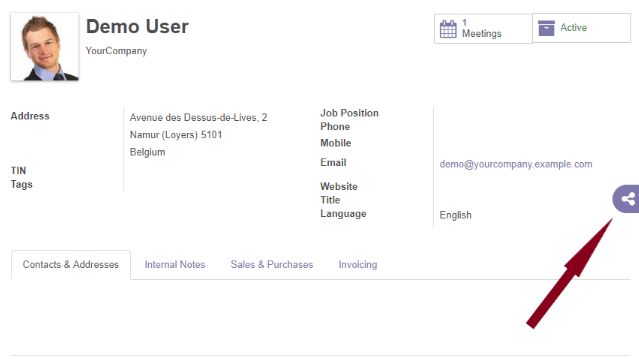 Demo User
YourCompany
1
Meetings
Active
Address
Avenue des Dessus-de-Lives, 2
Namur (Loyers) 5101
Belgium
TIN
Tags
Job Position
Phone
Mobile
Email
demo@yourcompany.example.com
Website
Title
Language
English
Contacts & Addresses
Internal Notes
Sales & Purchases
Invoicing